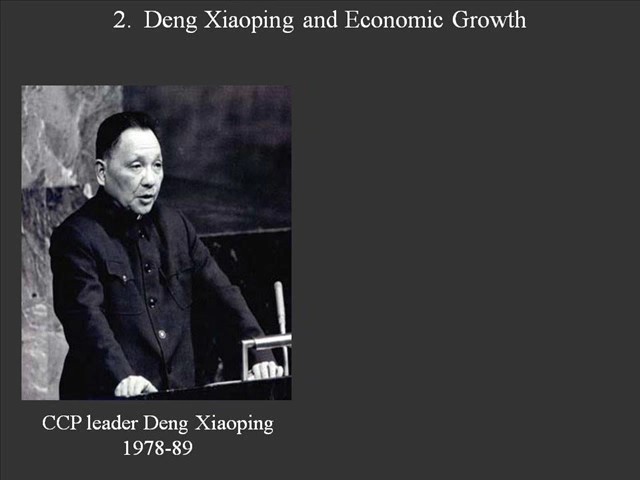 2. Deng Xiaoping and Economic Growth
CCP leader Deng Xiaoping
1978-89